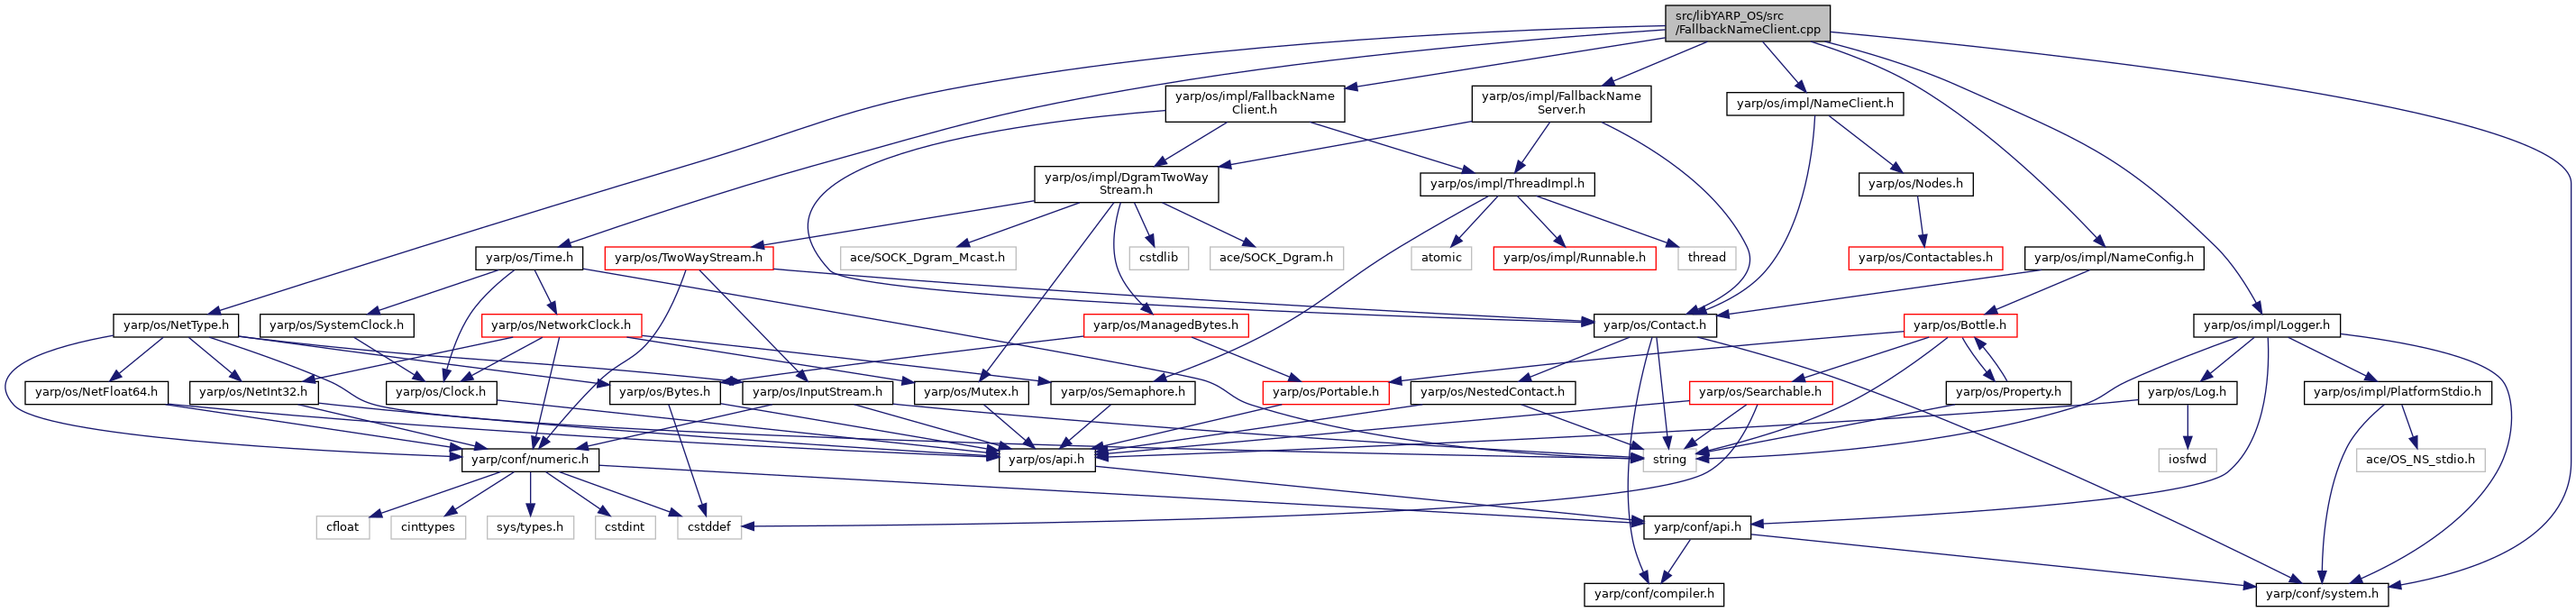 src/libYARP_OS/src
/FallbackNameClient.cpp
yarp/os/impl/FallbackName
Client.h
yarp/os/impl/FallbackName
Server.h
yarp/os/impl/NameClient.h
yarp/os/impl/DgramTwoWay
Stream.h
yarp/os/impl/ThreadImpl.h
yarp/os/Nodes.h
yarp/os/Time.h
yarp/os/TwoWayStream.h
ace/SOCK_Dgram_Mcast.h
cstdlib
ace/SOCK_Dgram.h
atomic
yarp/os/impl/Runnable.h
thread
yarp/os/Contactables.h
yarp/os/impl/NameConfig.h
yarp/os/NetType.h
yarp/os/SystemClock.h
yarp/os/NetworkClock.h
yarp/os/ManagedBytes.h
yarp/os/Contact.h
yarp/os/Bottle.h
yarp/os/impl/Logger.h
yarp/os/NetFloat64.h
yarp/os/NetInt32.h
yarp/os/Clock.h
yarp/os/Bytes.h
yarp/os/InputStream.h
yarp/os/Mutex.h
yarp/os/Semaphore.h
yarp/os/Portable.h
yarp/os/NestedContact.h
yarp/os/Searchable.h
yarp/os/Property.h
yarp/os/Log.h
yarp/os/impl/PlatformStdio.h
yarp/conf/numeric.h
yarp/os/api.h
string
iosfwd
ace/OS_NS_stdio.h
cfloat
cinttypes
sys/types.h
cstdint
cstddef
yarp/conf/api.h
yarp/conf/compiler.h
yarp/conf/system.h